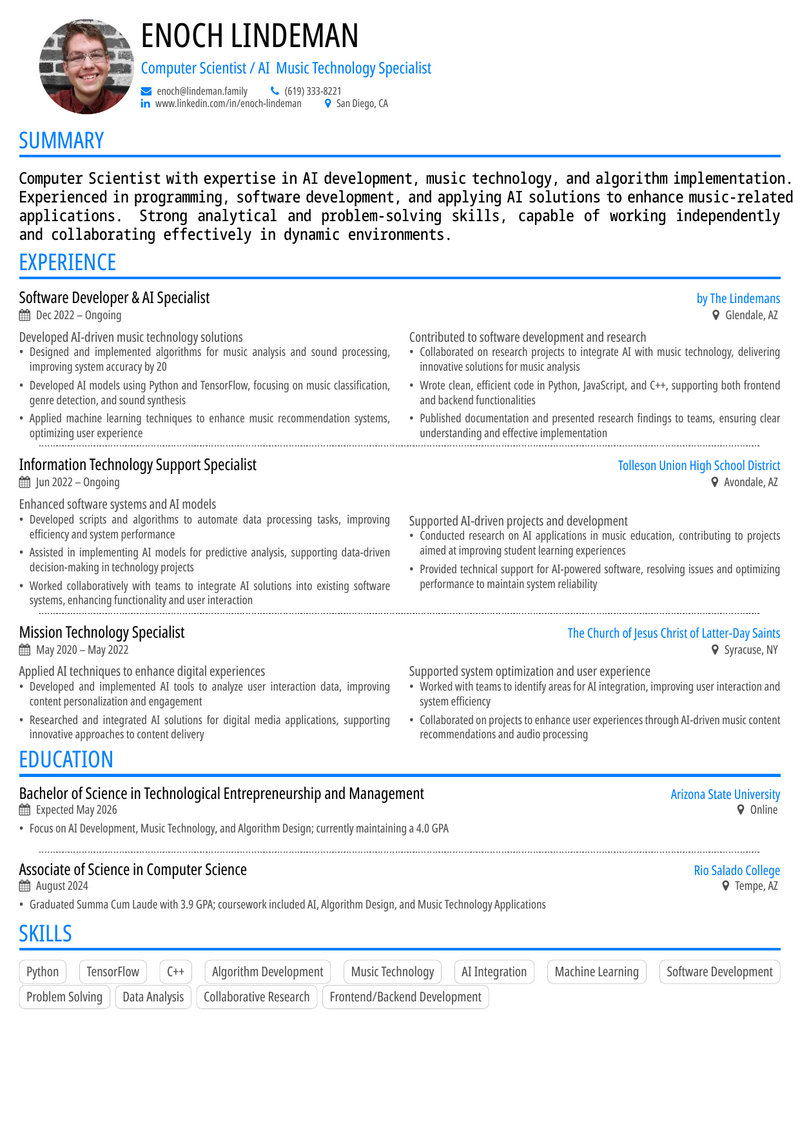 ENOCH LINDEMAN
Computer Scientist / AI Music Technology Specialist
enoch@lindeman.family (619) 333-8221
www.linkedin.com/in/enoch-lindeman San Diego, CA
SUMMARY
Computer Scientist with expertise in AI development, music technology, and algorithm implementation.
Experienced in programming, software development, and applying AI solutions to enhance music-related
applications. Strong analytical and problem-solving skills, capable of working independently
and collaborating effectively in dynamic environments.
EXPERIENCE
Software Developer & AI Specialist by The Lindemans
Dec 2022 – Ongoing Glendale, AZ
Developed AI-driven music technology solutions
• Designed and implemented algorithms for music analysis and sound processing,
improving system accuracy by 20
• Developed AI models using Python and TensorFlow, focusing on music classification,
genre detection, and sound synthesis
• Applied machine learning techniques to enhance music recommendation systems,
optimizing user experience
Contributed to software development and research
• Collaborated on research projects to integrate AI with music technology, delivering
innovative solutions for music analysis
• Wrote clean, efficient code in Python, JavaScript, and C++, supporting both frontend
and backend functionalities
• Published documentation and presented research findings to teams, ensuring clear
understanding and effective implementation
Information Technology Support Specialist Tolleson Union High School District
Jun 2022 – Ongoing Avondale, AZ
Enhanced software systems and AI models
• Developed scripts and algorithms to automate data processing tasks, improving
efficiency and system performance
• Assisted in implementing AI models for predictive analysis, supporting data-driven
decision-making in technology projects
• Worked collaboratively with teams to integrate AI solutions into existing software
systems, enhancing functionality and user interaction
Supported AI-driven projects and development
• Conducted research on AI applications in music education, contributing to projects
aimed at improving student learning experiences
• Provided technical support for AI-powered software, resolving issues and optimizing
performance to maintain system reliability
Mission Technology Specialist The Church of Jesus Christ of Latter-Day Saints
May 2020 – May 2022 Syracuse, NY
Applied AI techniques to enhance digital experiences
• Developed and implemented AI tools to analyze user interaction data, improving
content personalization and engagement
• Researched and integrated AI solutions for digital media applications, supporting
innovative approaches to content delivery
Supported system optimization and user experience
• Worked with teams to identify areas for AI integration, improving user interaction and
system efficiency
• Collaborated on projects to enhance user experiences through AI-driven music content
recommendations and audio processing
EDUCATION
Bachelor of Science in Technological Entrepreneurship and Management Arizona State University
Expected May 2026 Online
• Focus on AI Development, Music Technology, and Algorithm Design; currently maintaining a 4.0 GPA
Associate of Science in Computer Science Rio Salado College
August 2024 Tempe, AZ
• Graduated Summa Cum Laude with 3.9 GPA; coursework included AI, Algorithm Design, and Music Technology Applications
SKILLS
Python TensorFlow C++ Algorithm Development Music Technology AI Integration Machine Learning Software Development
Problem Solving Data Analysis Collaborative Research Frontend/Backend Development